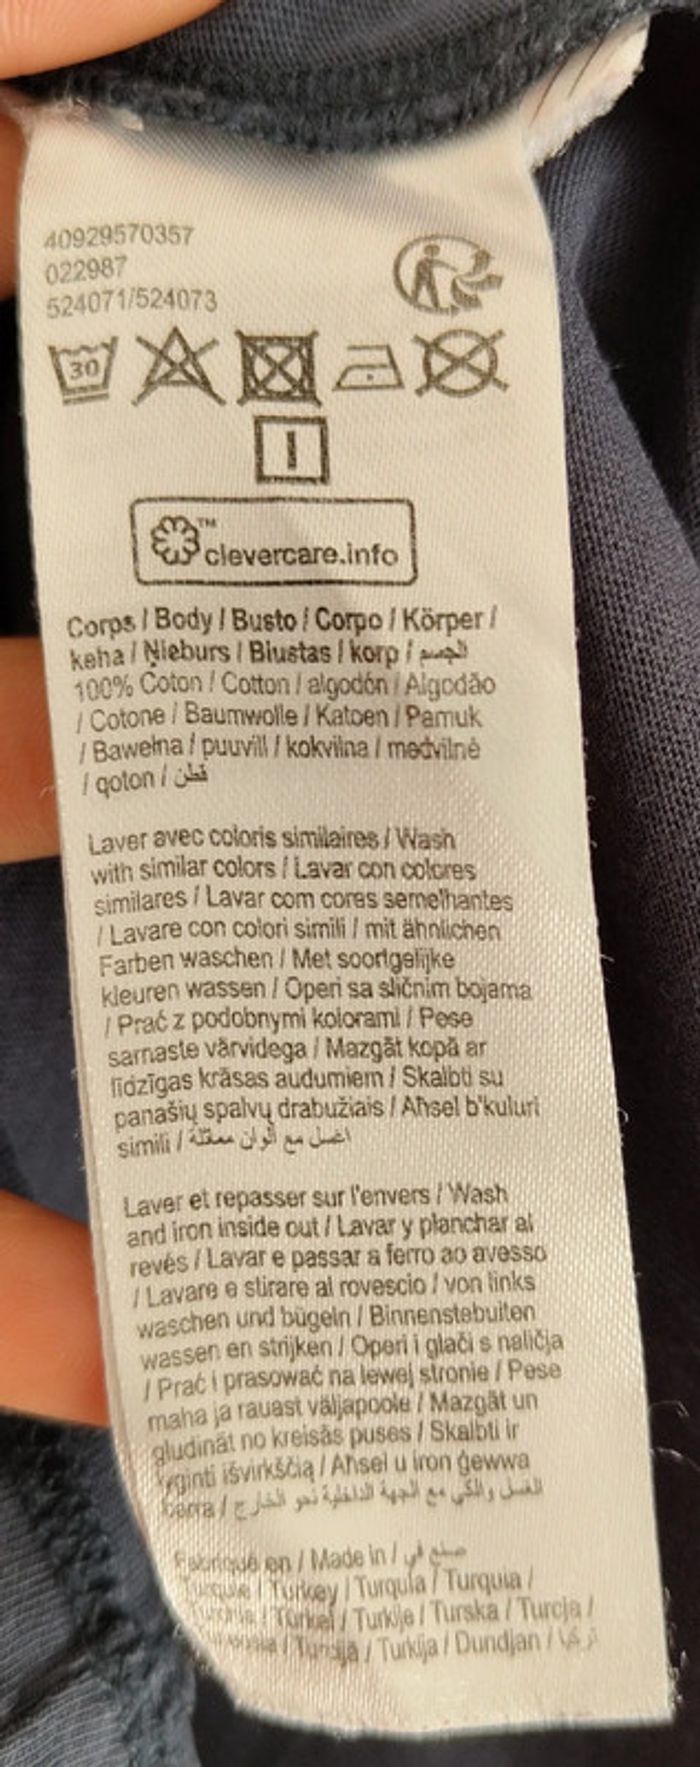 40929570357
022987
524071/524073
30
I
™
clevercare.info
Corps / Body / Busto / Corpo / Körper /
keha / Ņieburs / Biustas / korp / الجسم
100% Coton / Cotton / algodón / Algodão
/ Cotone / Baumwolle / Katoen / Pamuk
/ Bawełna / puuvill / kokvilna / medvilnė
/ qoton / قطن
Laver avec coloris similaires / Wash
with similar colors / Lavar con colores
similares / Lavar com cores semelhantes
/ Lavare con colori simili / mit ähnlichen
Farben waschen / Met soortgelijke
kleuren wassen / Operi sa sličnim bojama
/ Prać z podobnymi kolorami / Pese
sarnaste värvidega / Mazgāt kopā ar
līdzīgas krāsas audumiem / Skalbti su
panašių spalvų drabužiais / Aħsel b'kuluri
simili / اغسل مع ألوان مماثلة
Laver et repasser sur l'envers / Wash
and iron inside out / Lavar y planchar al
revés / Lavar e passar a ferro ao avesso
/ Lavare e stirare al rovescio / von links
waschen und bügeln / Binnenstebuiten
wassen en strijken / Operi i glači s naličja
/ Prać i prasować na lewej stronie / Pese
maha ja rauast väljapoole / Mazgāt un
gludināt no kreisās puses / Skalbti ir
lyginti išvirkščią / Aħsel u iron ġewwa
barra / الغسل والكي مع الجهة الداخلية نحو الخارج
Fabriqué en / Made in / صنع في
Turquie / Turkey / Turquía / Turquia /
Turchia / Türkei / Turkije / Turska / Turcja /
/ Turcija / Turkija / Dundjan / تركيا